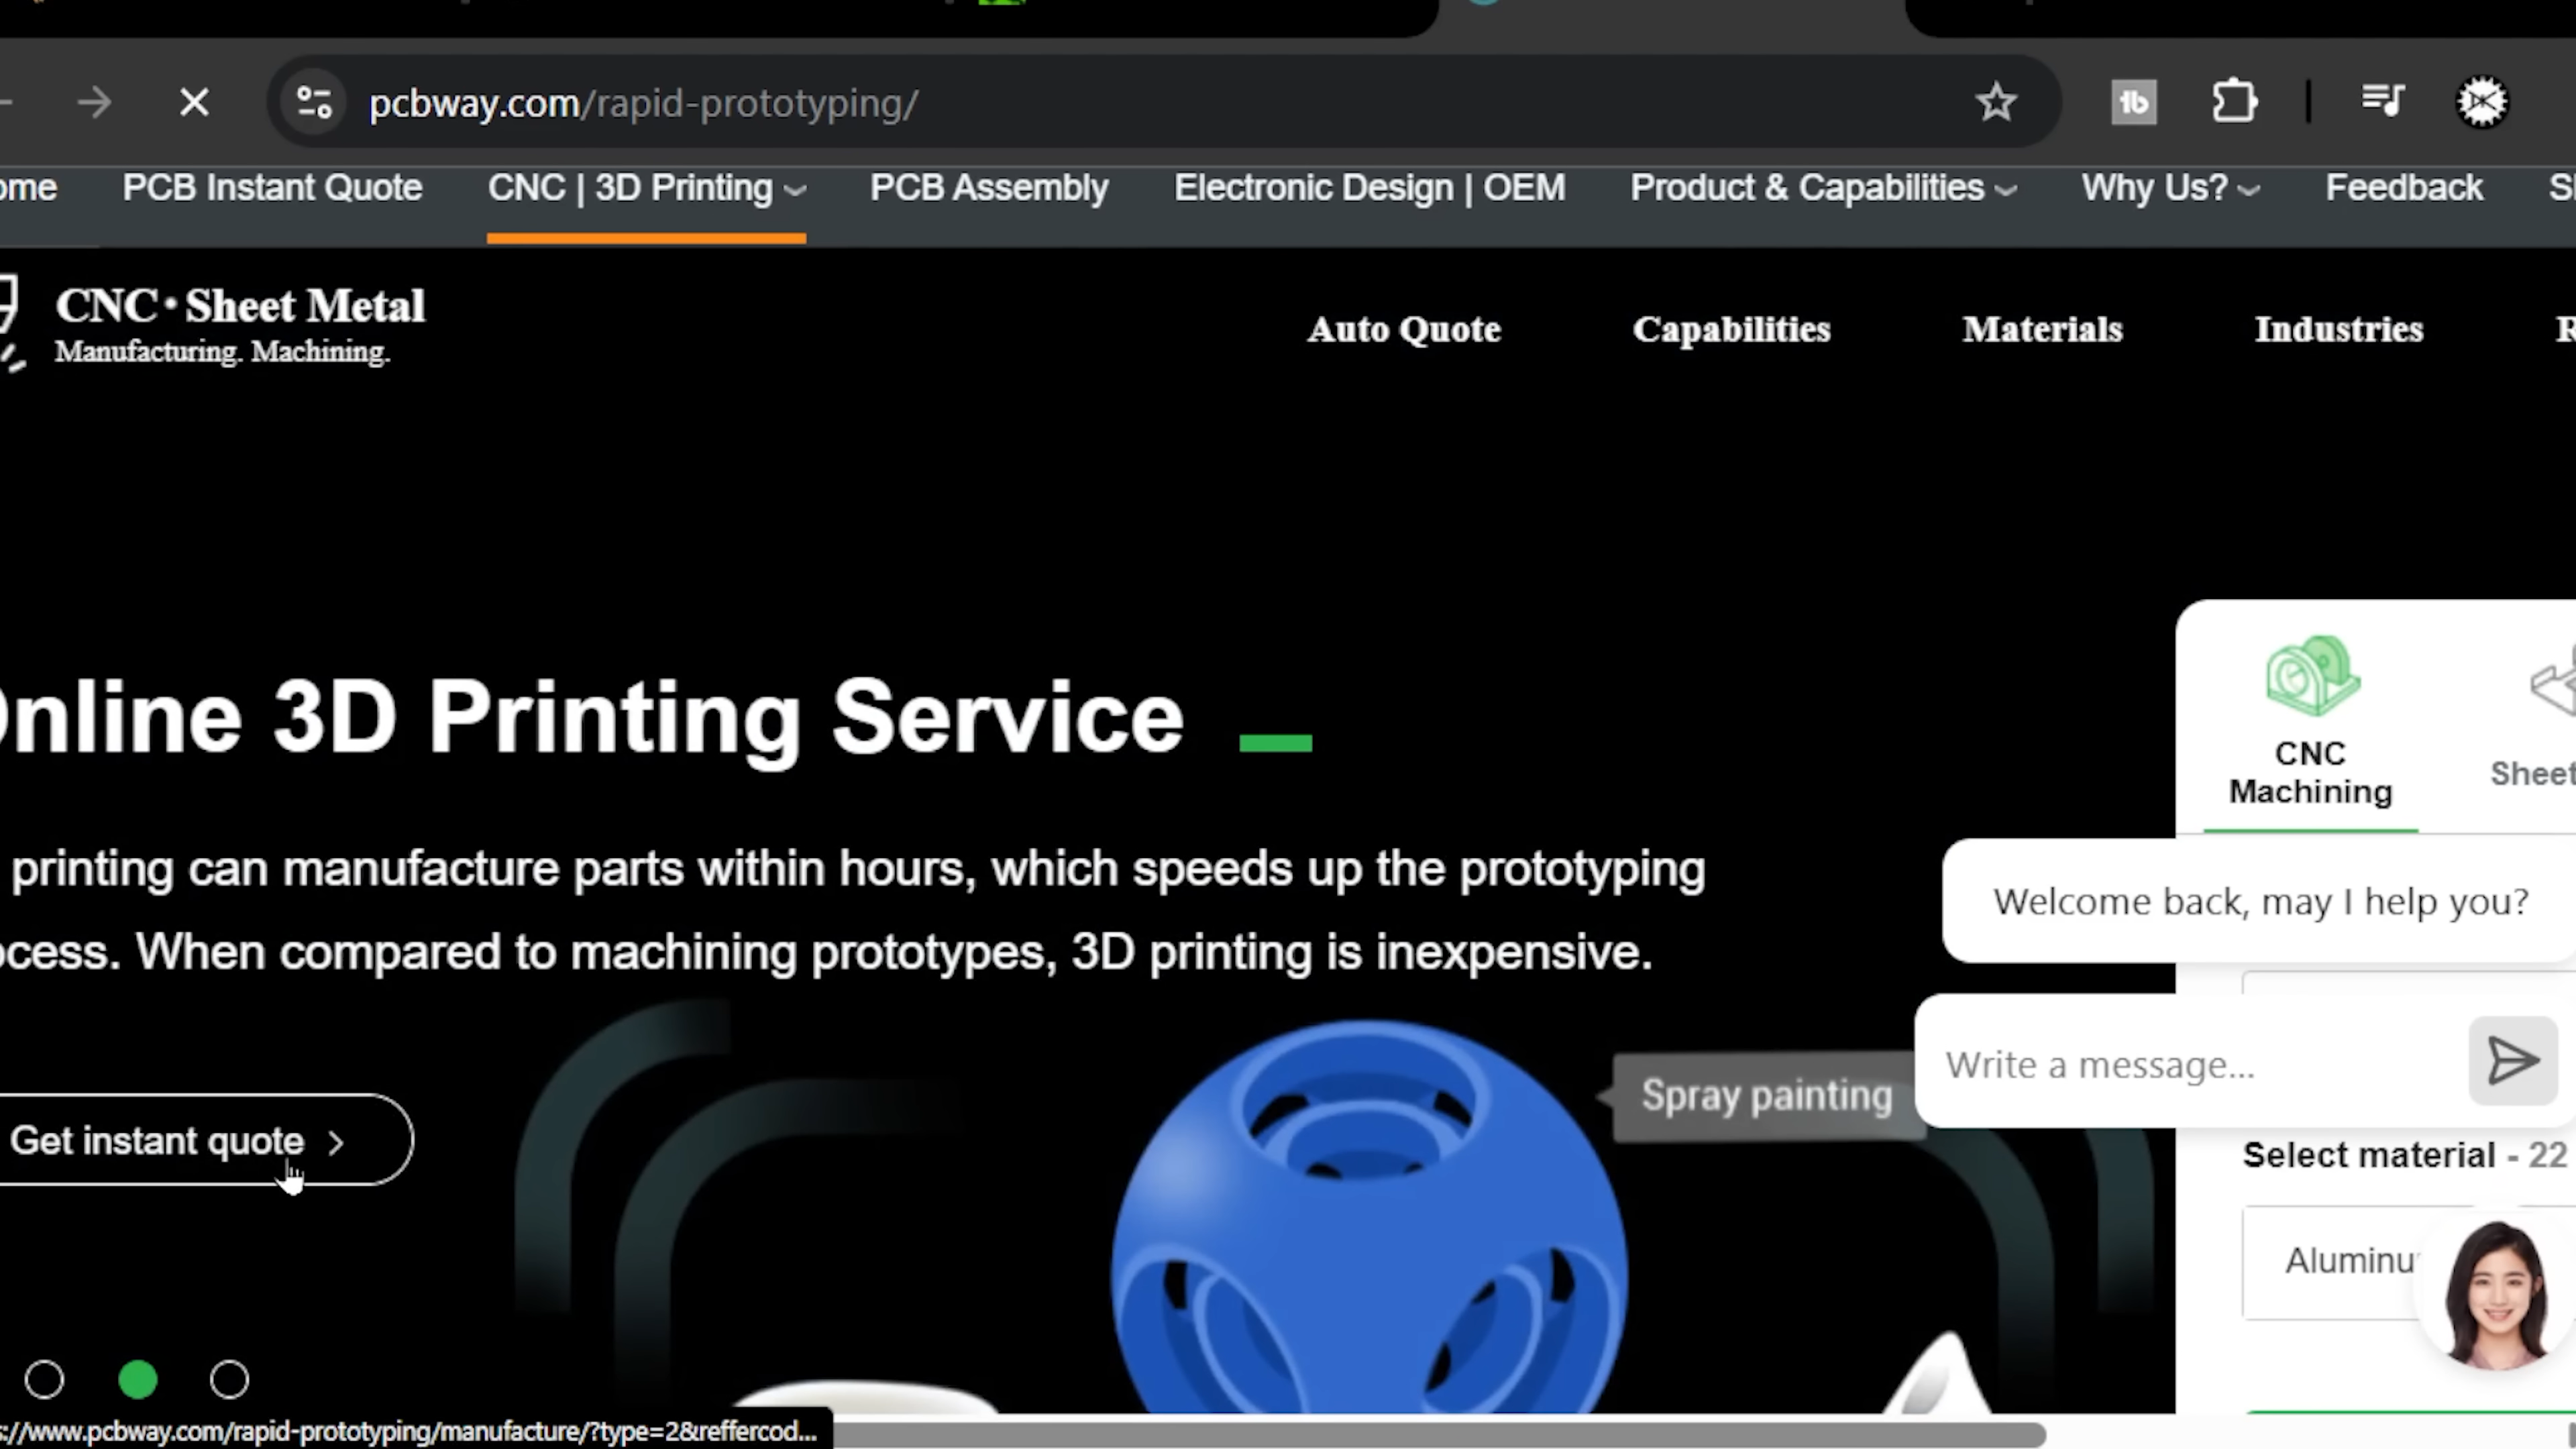 pcbway.com/rapid-prototyping/
ome PCB Instant Quote CNC | 3D Printing PCB Assembly Electronic Design | OEM Product & Capabilities Why Us? Feedback
CNC·Sheet Metal
Manufacturing. Machining.
Auto Quote Capabilities Materials Industries
nline 3D Printing Service
printing can manufacture parts within hours, which speeds up the prototyping
ocess. When compared to machining prototypes, 3D printing is inexpensive.
Get instant quote >
Spray painting
CNC
Machining
Sheet
Welcome back, may I help you?
Write a message...
Select material - 22
Aluminu
s://www.pcbway.com/rapid-prototyping/manufacture/?type=2&reffercod...